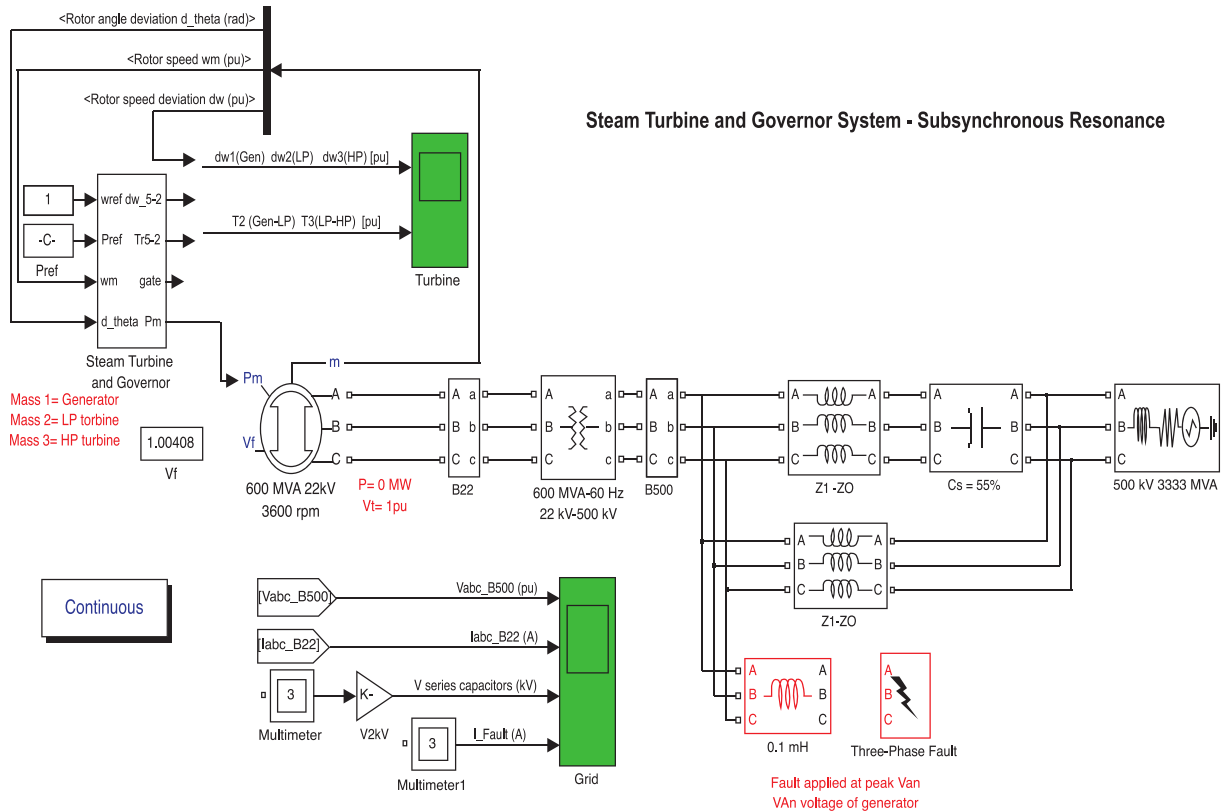 <Rotor angle deviation d_theta (rad)>
<Rotor speed wm (pu)>
<Rotor speed deviation dw (pu)>
Steam Turbine and Governor System - Subsynchronous Resonance
dw1(Gen) dw2(LP) dw3(HP) [pu]
T2 (Gen-LP) T3(LP-HP) [pu]
Turbine
1
-C-
Pref
wref dw_5-2
Pref Tr5-2
wm gate
d_theta Pm
Steam Turbine
and Governor
Mass 1= Generator
Mass 2= LP torbine
Mass 3= HP turbine
1.00408
Vf
Pm
m
Vf
A
B
C
600 MVA 22kV
3600 rpm
P= 0 MW
Vt= 1pu
A a
B b
C c
B22
A a
B b
C c
600 MVA-60 Hz
22 kV-500 kV
A a
B b
C c
B500
A A
B B
C C
Z1 -ZO
A A
B B
C C
Cs = 55%
A
B
C
500 kV 3333 MVA
A A
B B
C C
Z1-ZO
Continuous
[Vabc_B500]
Vabc_B500 (pu)
[Iabc_B22]
Iabc_B22 (A)
3
Multimeter
K-
V2kV
V series capacitors (kV)
3
Multimeter1
I_Fault (A)
Grid
A A
B B
C C
0.1 mH
A
B
C
Three-Phase Fault
Fault applied at peak Van
VAn voltage of generator